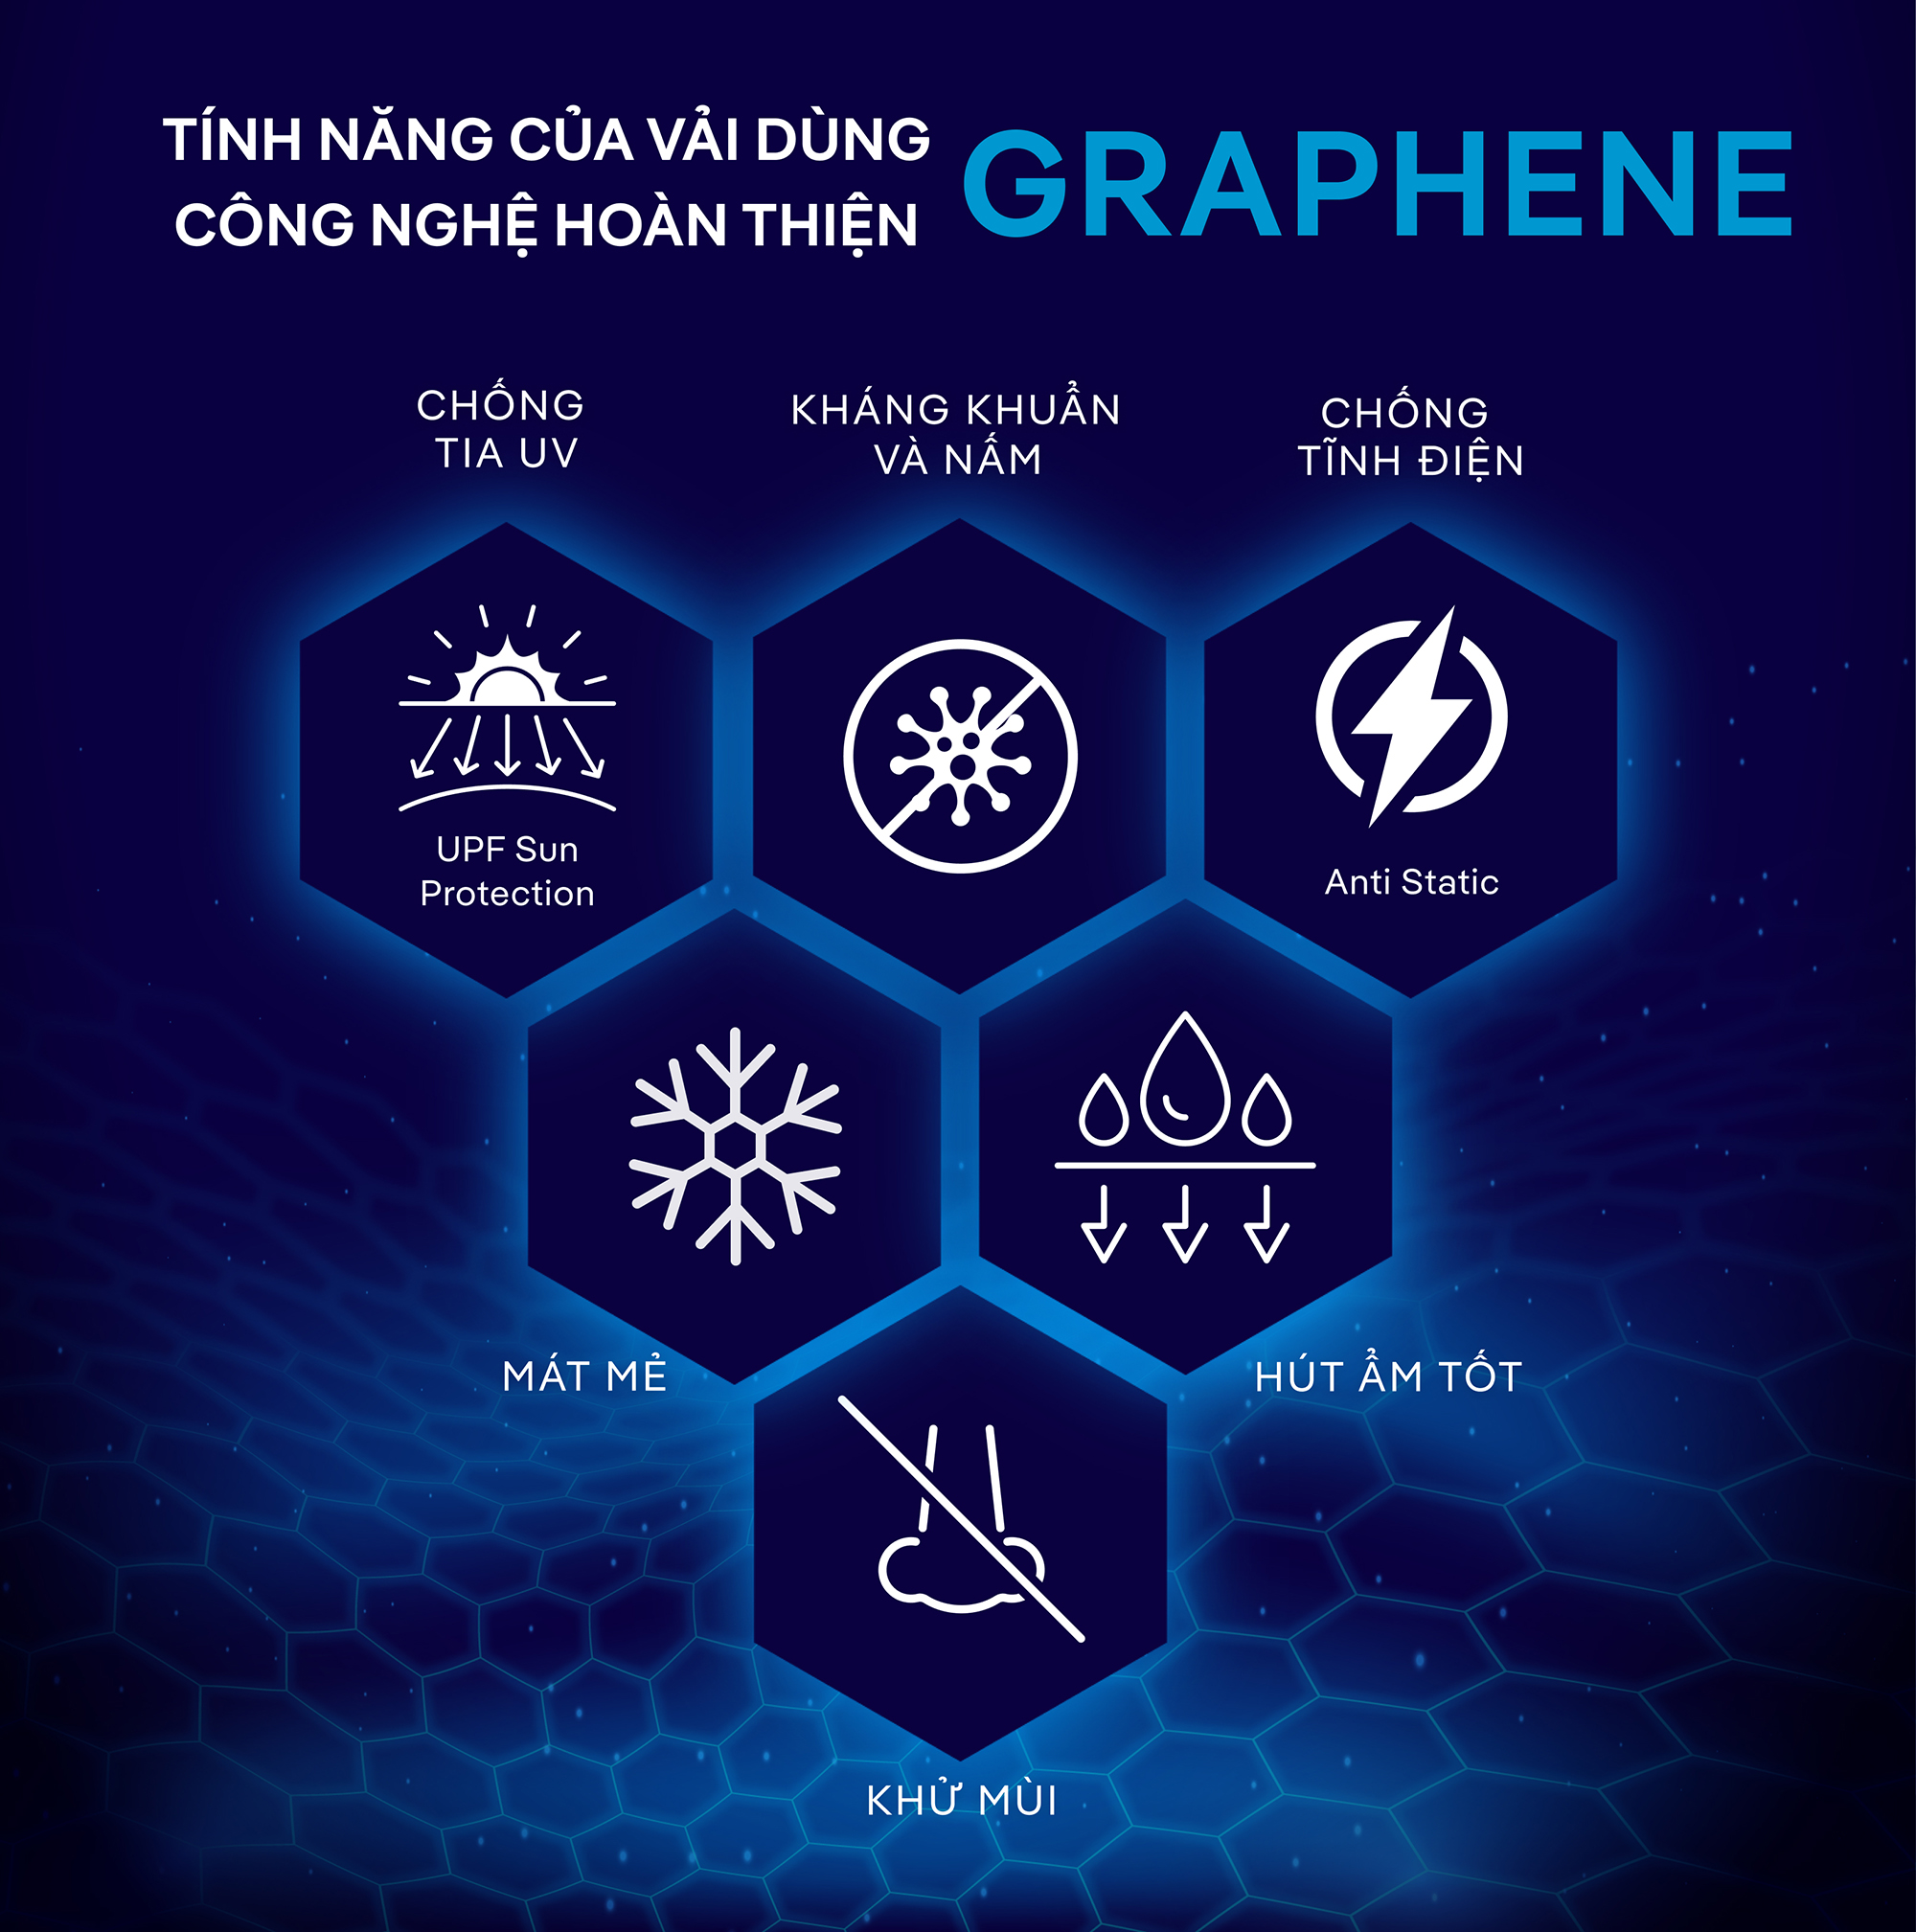 TÍNH NĂNG CỦA VẢI DÙNG
CÔNG NGHỆ HOÀN THIỆN
GRAPHENE
CHỐNG
TIA UV
KHÁNG KHUẨN
VÀ NẤM
CHỐNG
TĨNH ĐIỆN
UPF Sun
Protection
Anti Static
MÁT MẺ
HÚT ẨM TỐT
KHỬ MÙI